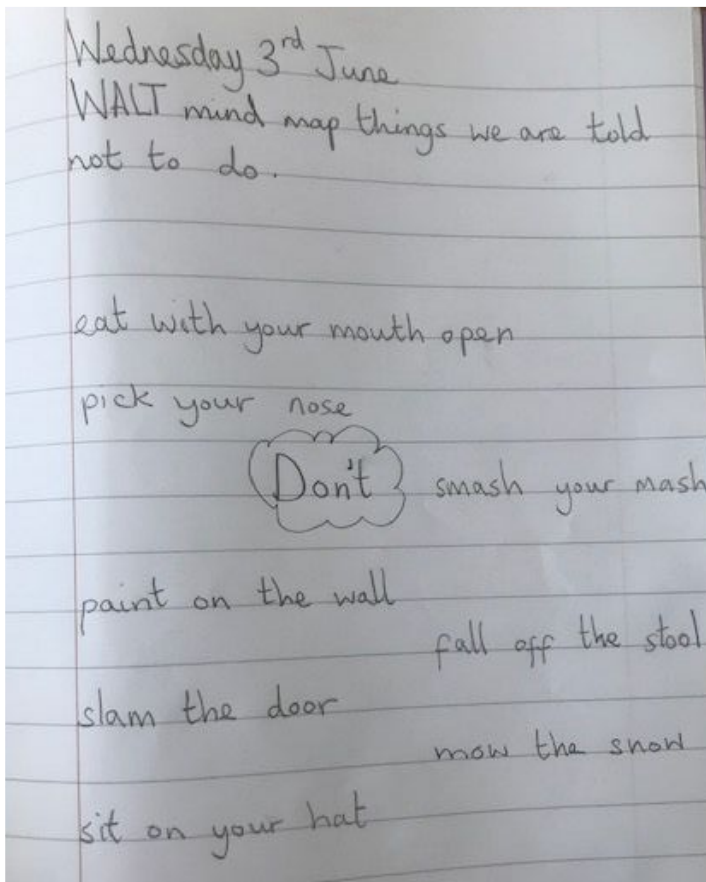 Wednesday 3rd June
WALT mind map things we are told
not to do.
eat with your mouth open
pick your nose
Don't smash your mash
paint on the wall
fall off the stool
slam the door
mow the snow
sit on your hat